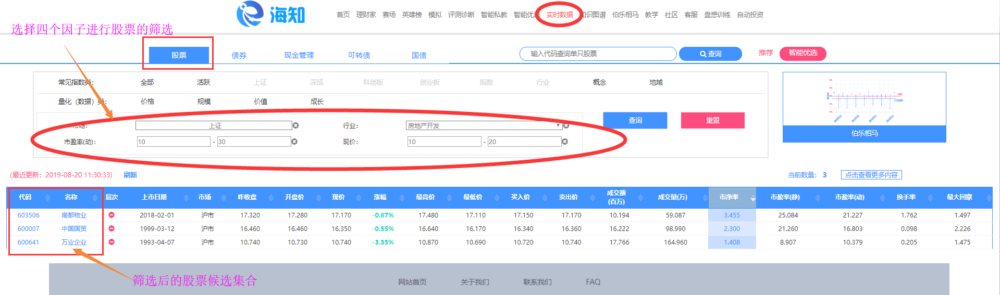 海知
首页 理财家 赛场 英雄榜 模拟 评测诊断 智能私教 智能优选 实时数据 知识图谱 伯乐相马 教学 社区 客服 盘感训练 自动投资
选择四个因子进行股票的筛选
股票 债券 现金管理 可转债 国债
输入代码查询单只股票 查询 推荐 智能优选
常见指数类: 全部 活跃 上证 深成 科创板 创业板 指数 行业 概念 地域
量化（数据）类: 价格 规模 价值 成长
市场: 上证 行业: 房地产开发 查询 重置
市盈率(动): 10 - 30 现价: 10 - 20
伯乐相马
(最近更新: 2019-08-20 11:30:33) 刷新 当前数量: 3 点击查看更多内容
代码 名称 层次 上市日期 市场 昨收盘 开盘价 现价 涨幅 最高价 最低价 买入价 卖出价 成交额(百万) 成交量(万) 市净率 市盈率(静) 市盈率(动) 换手率 最大回撤
603506 南都物业 2018-02-01 沪市 17.320 17.280 17.170 -0.87% 17.480 17.110 17.150 17.170 10.194 59.087 3.455 25.084 21.227 1.762 1.497
600007 中国国贸 1999-03-12 沪市 16.460 16.460 16.350 -0.55% 16.640 16.170 16.340 16.360 16.222 98.990 2.300 21.260 16.803 0.098 2.226
600641 万业企业 1993-04-07 沪市 10.740 10.730 10.740 -3.35% 10.870 10.690 10.720 10.740 17.766 164.960 1.408 8.907 10.379 0.205 1.475
筛选后的股票候选集合
网站首页 关于我们 联系我们 FAQ